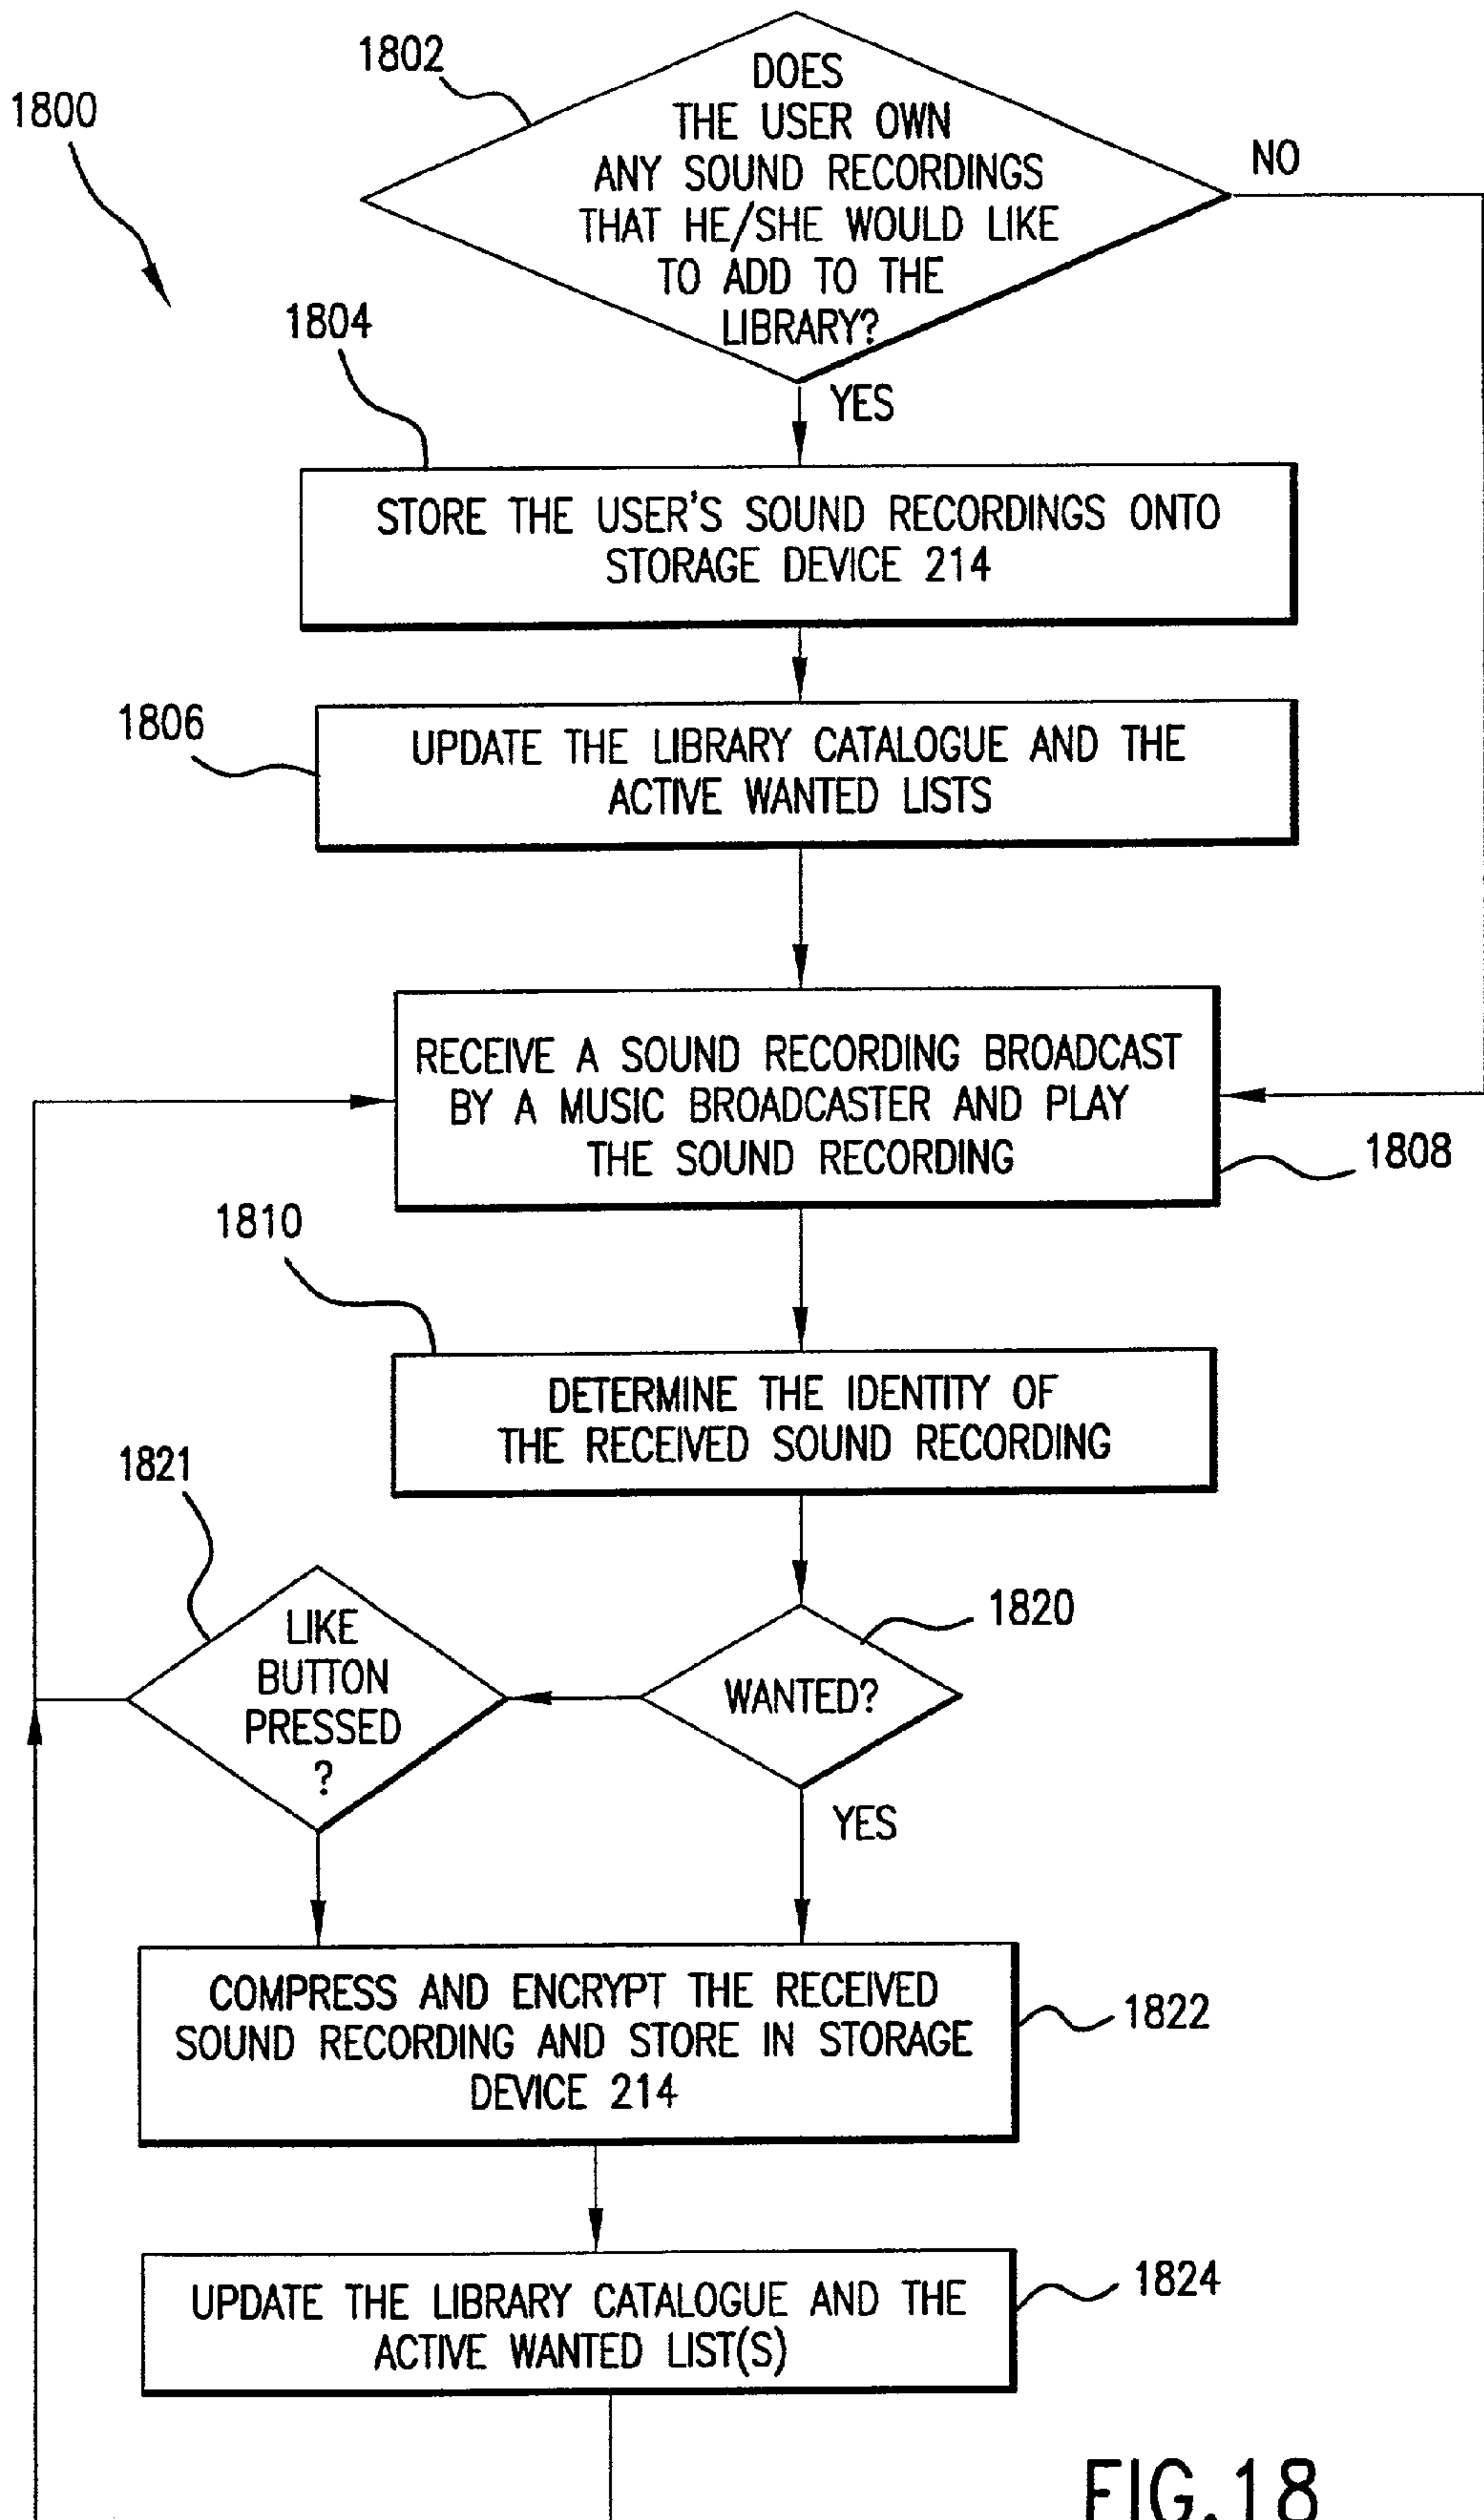 1800
1802
DOES
THE USER OWN
ANY SOUND RECORDINGS
THAT HE/SHE WOULD LIKE
TO ADD TO THE
LIBRARY?
NO
YES
1804
STORE THE USER'S SOUND RECORDINGS ONTO
STORAGE DEVICE 214
1806
UPDATE THE LIBRARY CATALOGUE AND THE
ACTIVE WANTED LISTS
RECEIVE A SOUND RECORDING BROADCAST
BY A MUSIC BROADCASTER AND PLAY
THE SOUND RECORDING
1808
1810
DETERMINE THE IDENTITY OF
THE RECEIVED SOUND RECORDING
1821
LIKE
BUTTON
PRESSED
?
1820
WANTED?
YES
COMPRESS AND ENCRYPT THE RECEIVED
SOUND RECORDING AND STORE IN STORAGE
DEVICE 214
1822
UPDATE THE LIBRARY CATALOGUE AND THE
ACTIVE WANTED LIST(S)
1824
FIG.18